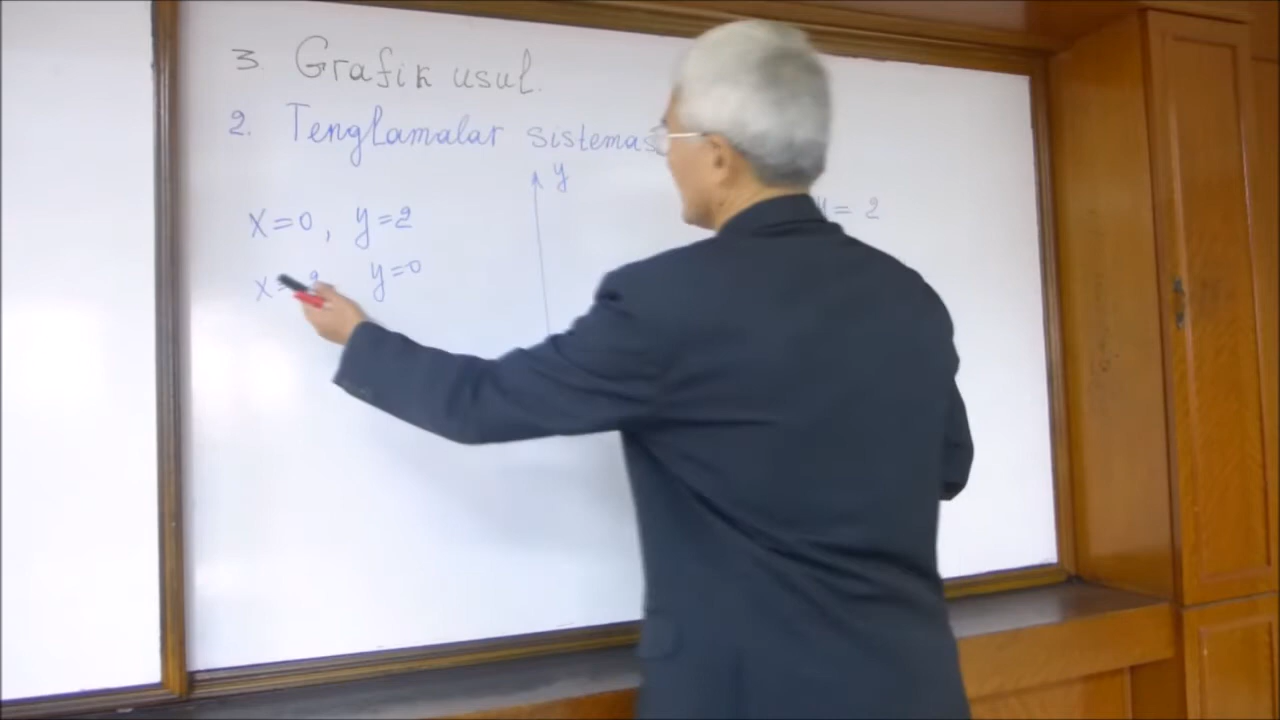 3. Grafik usul.
2. Tenglamalar sistemas
y
x=0, y=2
y= 2
x= y=0